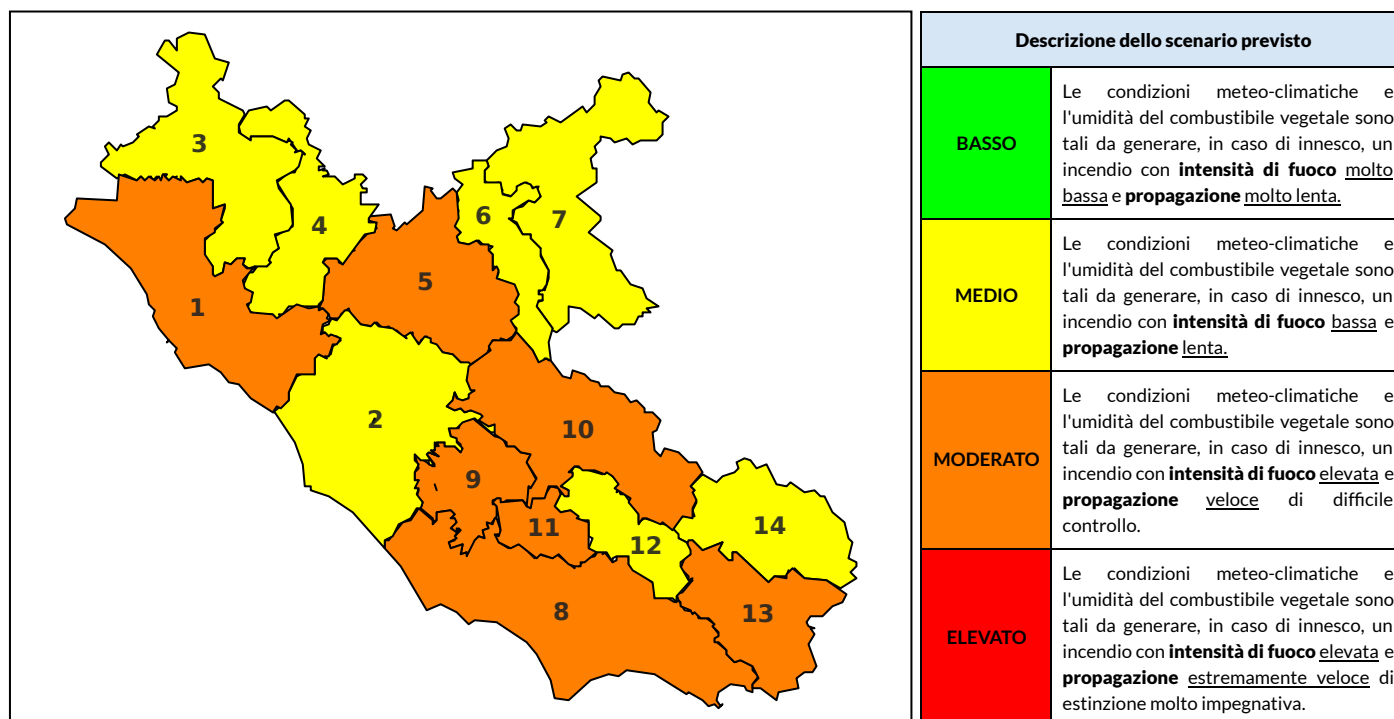 3
4
6
7
5
1
2
10
9
11
12
14
8
13
Descrizione dello scenario previsto
BASSO
Le condizioni meteo-climatiche e
l'umidità del combustibile vegetale sono
tali da generare, in caso di innesco, un
incendio con intensità di fuoco molto
bassa e propagazione molto lenta.
MEDIO
Le condizioni meteo-climatiche e
l'umidità del combustibile vegetale sono
tali da generare, in caso di innesco, un
incendio con intensità di fuoco bassa e
propagazione lenta.
MODERATO
Le condizioni meteo-climatiche e
l'umidità del combustibile vegetale sono
tali da generare, in caso di innesco, un
incendio con intensità di fuoco elevata e
propagazione veloce di difficile
controllo.
ELEVATO
Le condizioni meteo-climatiche e
l'umidità del combustibile vegetale sono
tali da generare, in caso di innesco, un
incendio con intensità di fuoco elevata e
propagazione estremamente veloce di
estinzione molto impegnativa.